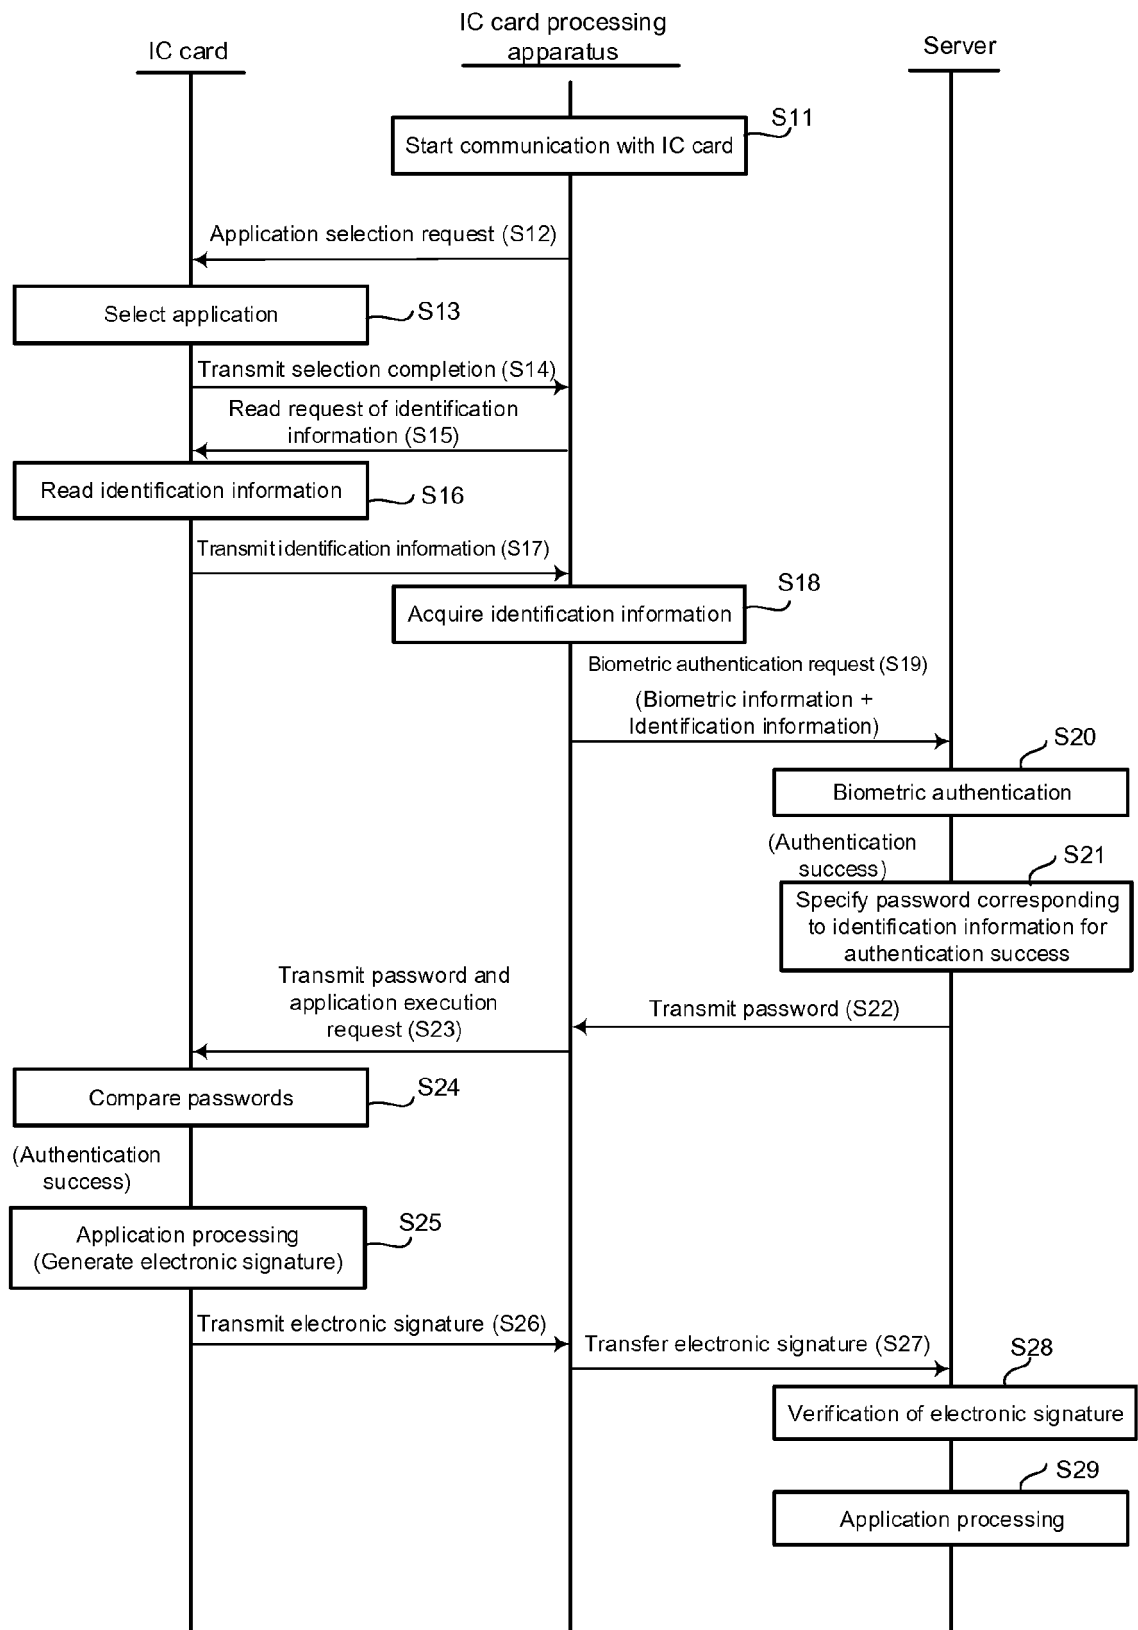 IC card
IC card processing
apparatus
Server
S11
Start communication with IC card
Application selection request (S12)
Select application
S13
Transmit selection completion (S14)
Read request of identification
information (S15)
Read identification information
S16
Transmit identification information (S17)
S18
Acquire identification information
Biometric authentication request (S19)
(Biometric information +
Identification information)
S20
Biometric authentication
(Authentication
success)
S21
Specify password corresponding
to identification information for
authentication success
Transmit password (S22)
Transmit password and
application execution
request (S23)
Compare passwords
S24
(Authentication
success)
Application processing
(Generate electronic signature)
S25
Transmit electronic signature (S26)
Transfer electronic signature (S27)
S28
Verification of electronic signature
S29
Application processing